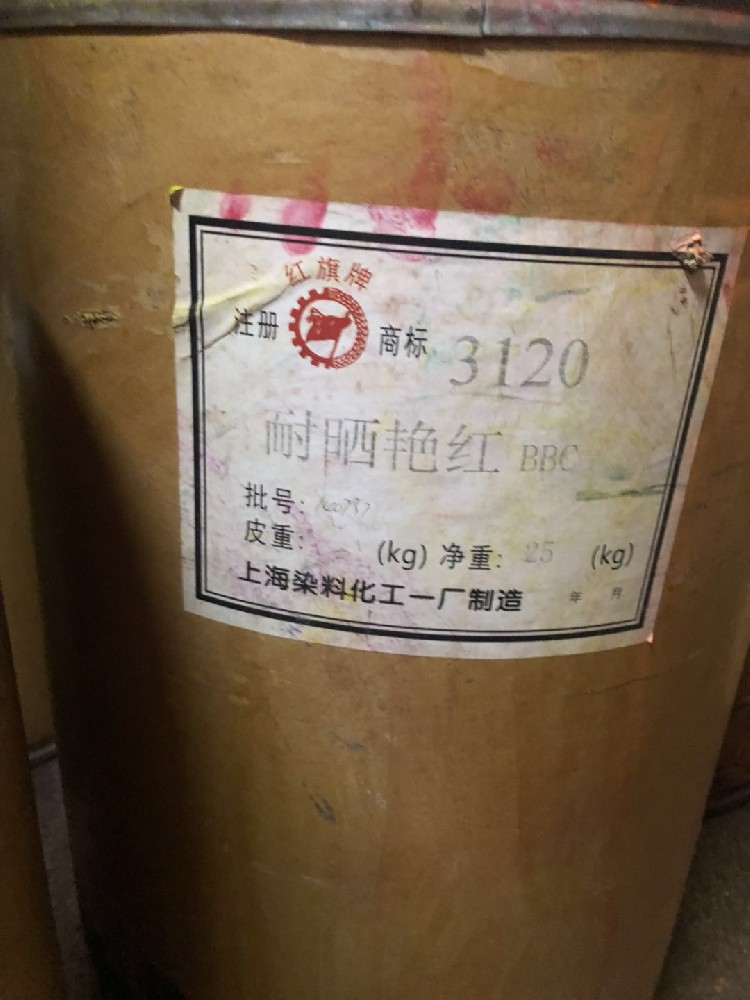 红旗牌
注册 商标 3120
耐晒艳红 BBC
批号:
皮重: (kg) 净重: 25 (kg)
上海染料化工一厂制造 年 月